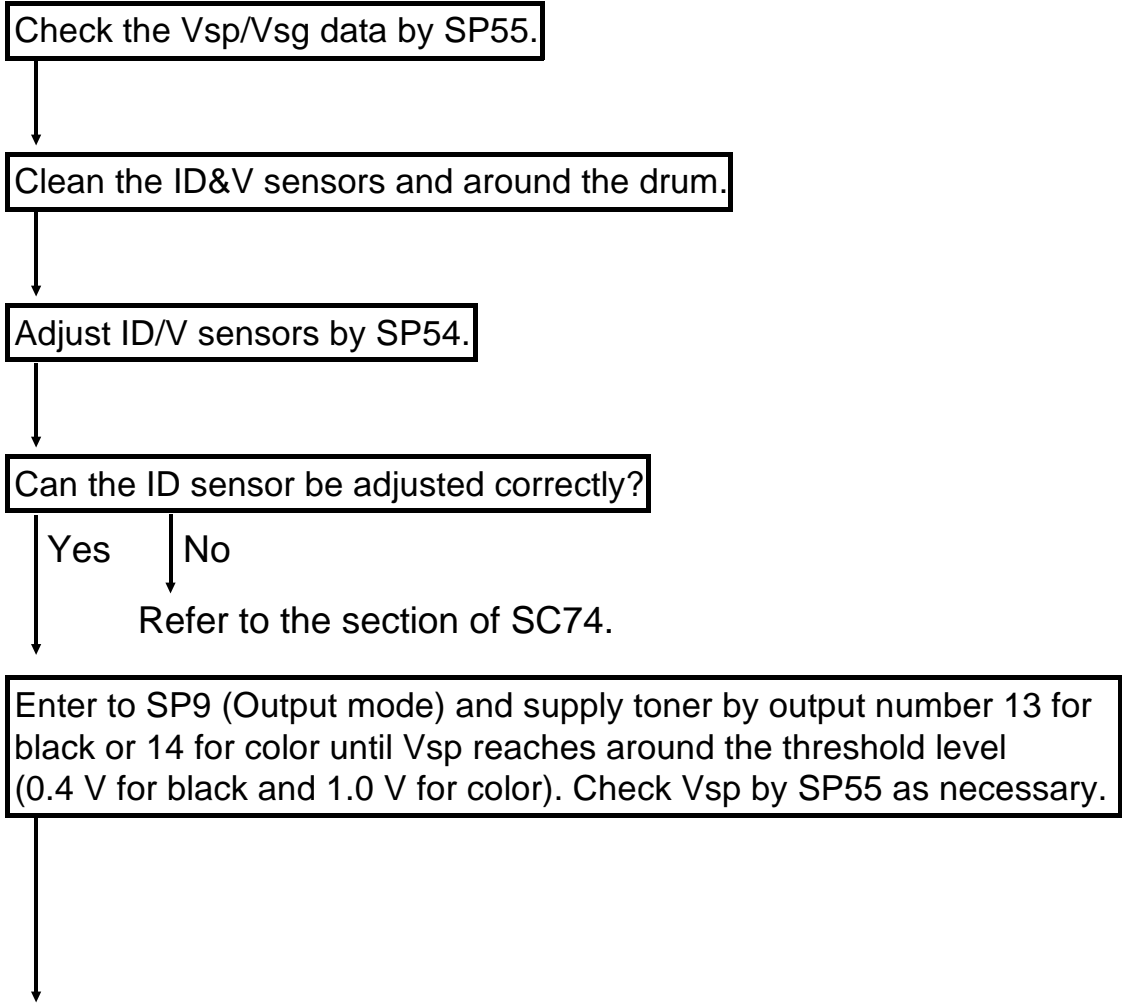 Check the Vsp/Vsg data by SP55.
Clean the ID&V sensors and around the drum.
Adjust ID/V sensors by SP54.
Can the ID sensor be adjusted correctly?
Yes No
Refer to the section of SC74.
Enter to SP9 (Output mode) and supply toner by output number 13 for
black or 14 for color until Vsp reaches around the threshold level
(0.4 V for black and 1.0 V for color). Check Vsp by SP55 as necessary.